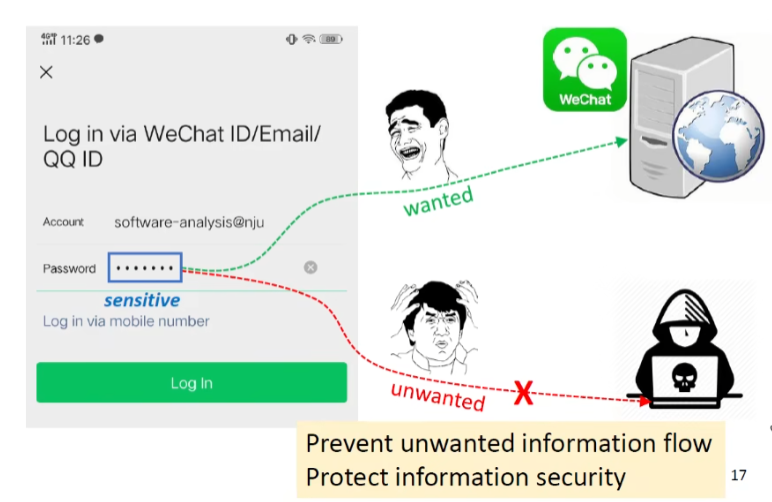 11:26
Log in via WeChat ID/Email/
QQ ID
Account software-analysis@nju
Password
sensitive
Log in via mobile number
Log In
WeChat
wanted
unwanted
X
Prevent unwanted information flow
Protect information security
17